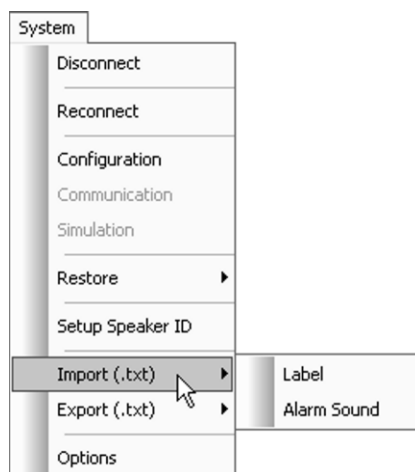 System
Disconnect
Reconnect
Configuration
Communication
Simulation
Restore
Setup Speaker ID
Import (.txt)
Label
Export (.txt)
Alarm Sound
Options